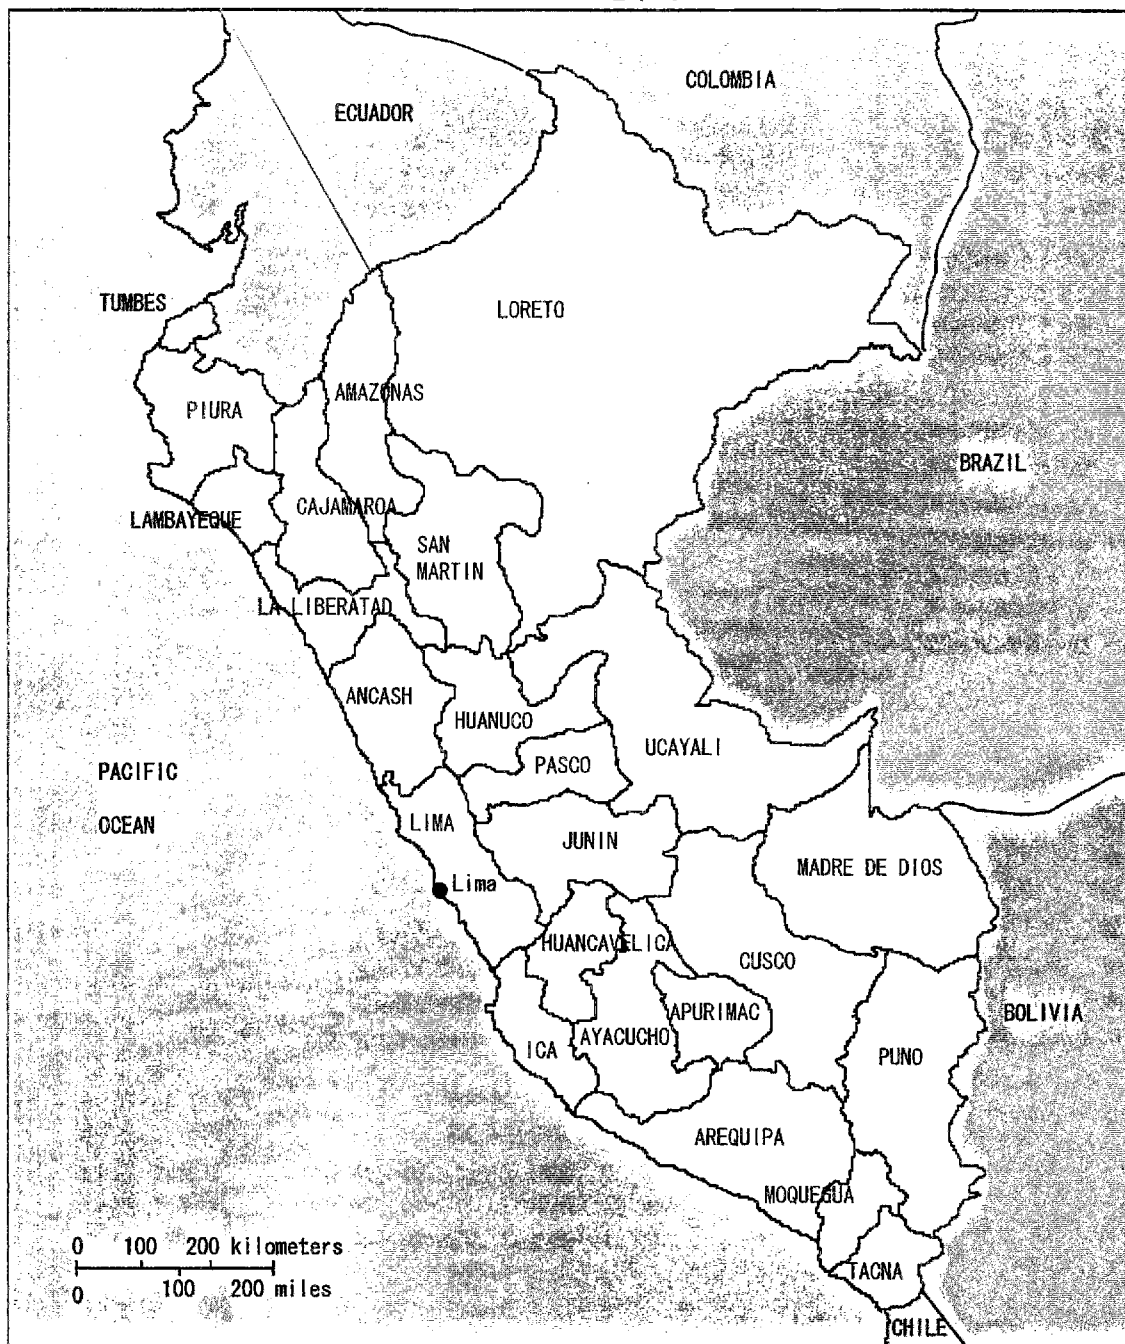 COLOMBIA
ECUADOR
TUMBES
LORETO
AMAZONAS
PIURA
BRAZIL
LAMBAYEQUE
CAJAMAROA
SAN
MARTIN
LA LIBERATAD
ANCASH
HUANUCO
UCAYALI
PASCO
PACIFIC
OCEAN
LIMA
JUNIN
MADRE DE DIOS
Lima
HUANCAVELICA
CUSCO
APURIMAC
BOLIVIA
AYACUCHO
ICA
PUNO
AREQUIPA
MOQUEGUA
0 100 200 kilometers
0 100 200 miles
TACNA
CHILE